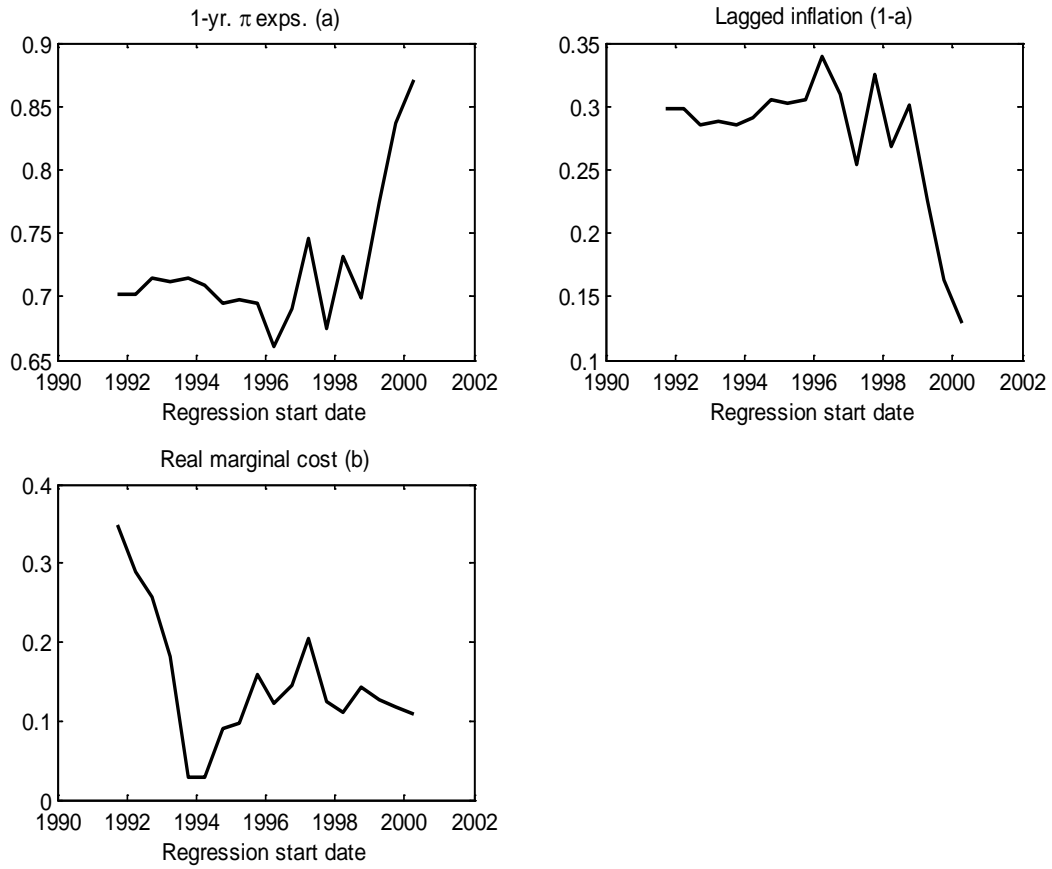 1-yr. π exps. (a)
0.9
0.85
0.8
0.75
0.7
0.65
1990 1992 1994 1996 1998 2000 2002
Regression start date
Lagged inflation (1-a)
0.35
0.3
0.25
0.2
0.15
0.1
1990 1992 1994 1996 1998 2000 2002
Regression start date
Real marginal cost (b)
0.4
0.3
0.2
0.1
0
1990 1992 1994 1996 1998 2000 2002
Regression start date